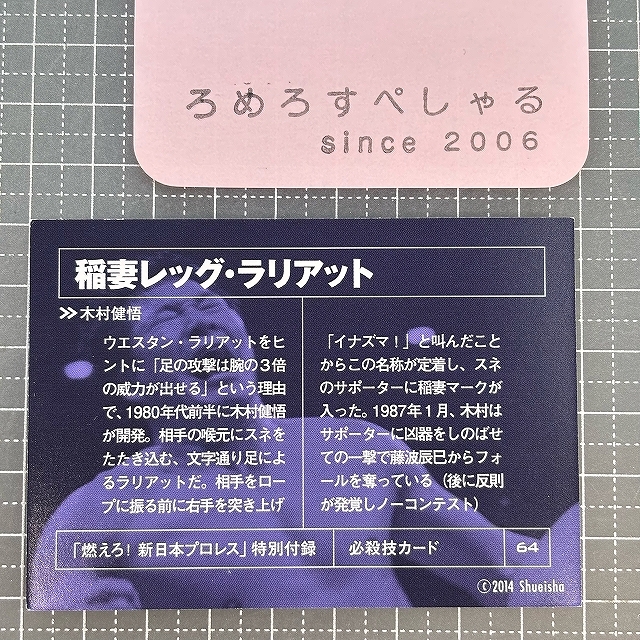 ろめろすぺしゃる
since 2006
稲妻レッグ・ラリアット
≫木村健悟
ウエスタン・ラリアットをヒ
ントに「足の攻撃は腕の3倍
の威力が出せる」という理由
で、1980年代前半に木村健悟
が開発。相手の喉元にスネを
たたき込む、文字通り足によ
るラリアットだ。相手をロー
プに振る前に右手を突き上げ
「イナズマ!」と叫んだこと
からこの名称が定着し、スネ
のサポーターに稲妻マークが
入った。1987年1月、木村は
サポーターに凶器をしのばせ
ての一撃で藤波辰巳からフォ
ールを奪っている(後に反則
が発覚しノーコンテスト)
「燃えろ!新日本プロレス」特別付録
必殺技カード
64
©2014 Shueisha